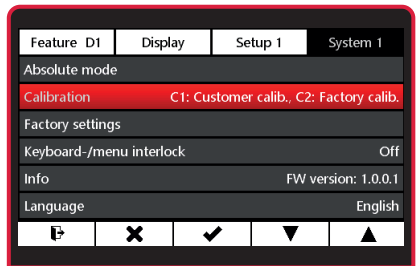 Feature D1 Display Setup 1 System 1
Absolute mode
Calibration C1: Customer calib., C2: Factory calib.
Factory settings
Keyboard-/menu interlock Off
Info FW version: 1.0.0.1
Language English